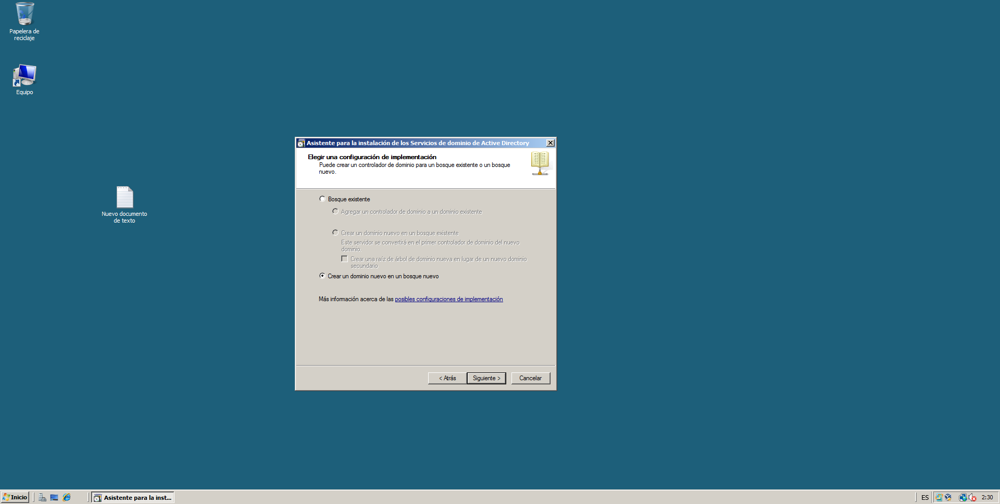 Papelera de
reciclaje
Equipo
Nuevo documento
de texto
Asistente para la instalación de los Servicios de dominio de Active Directory
Elegir una configuración de implementación
Puede crear un controlador de dominio para un bosque existente o un bosque
nuevo.
Bosque existente
Agregar un controlador de dominio a un dominio existente
Crear un dominio nuevo en un bosque existente
Este servidor se convertirá en el primer controlador de dominio del nuevo
dominio.
Crear una raíz de árbol de dominio nueva en lugar de un nuevo dominio
secundario
Crear un dominio nuevo en un bosque nuevo
Más información acerca de las posibles configuraciones de implementación
< Atrás
Siguiente >
Cancelar
Inicio
Asistente para la inst...
ES
2:30